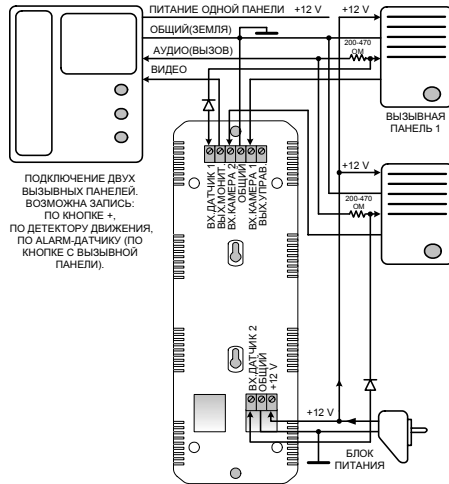 ПИТАНИЕ ОДНОЙ ПАНЕЛИ +12 V
ОБЩИЙ(ЗЕМЛЯ)
АУДИО(ВЫЗОВ)
ВИДЕО
+12 V
200-470
ОМ
ВЫЗЫВНАЯ
ПАНЕЛЬ 1
+12 V
200-470
ОМ
ПОДКЛЮЧЕНИЕ ДВУХ
ВЫЗЫВНЫХ ПАНЕЛЕЙ.
ВОЗМОЖНА ЗАПИСЬ:
ПО КНОПКЕ +,
ПО ДЕТЕКТОРУ ДВИЖЕНИЯ,
ПО ALARM-ДАТЧИКУ (ПО
КНОПКЕ С ВЫЗЫВНОЙ
ПАНЕЛИ).
ВХ.ДАТЧИК 1
ВЫХ.МОНИТ.
ВХ.КАМЕРА 2
ОБЩИЙ
ВХ.КАМЕРА 1
ВЫХ.УПРАВ.
ВХ.ДАТЧИК 2
ОБЩИЙ
+12 V
+12 V
БЛОК
ПИТАНИЯ